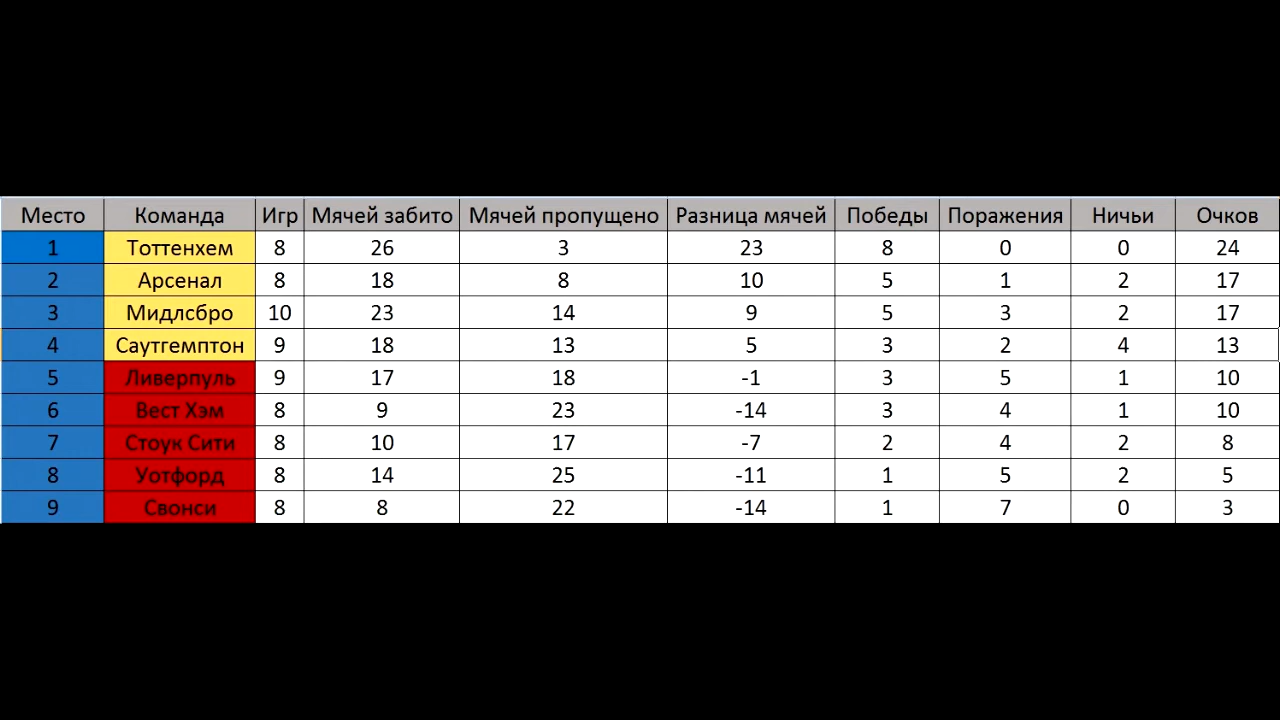 Место Команда Игр Мячей забито Мячей пропущено Разница мячей Победы Поражения Ничьи Очков
1 Тоттенхем 8 26 3 23 8 0 0 24
2 Арсенал 8 18 8 10 5 1 2 17
3 Мидлсбро 10 23 14 9 5 3 2 17
4 Саутгемптон 9 18 13 5 3 2 4 13
5 Ливерпуль 9 17 18 -1 3 5 1 10
6 Вест Хэм 8 9 23 -14 3 4 1 10
7 Стоук Сити 8 10 17 -7 2 4 2 8
8 Уотфорд 8 14 25 -11 1 5 2 5
9 Свонси 8 8 22 -14 1 7 0 3